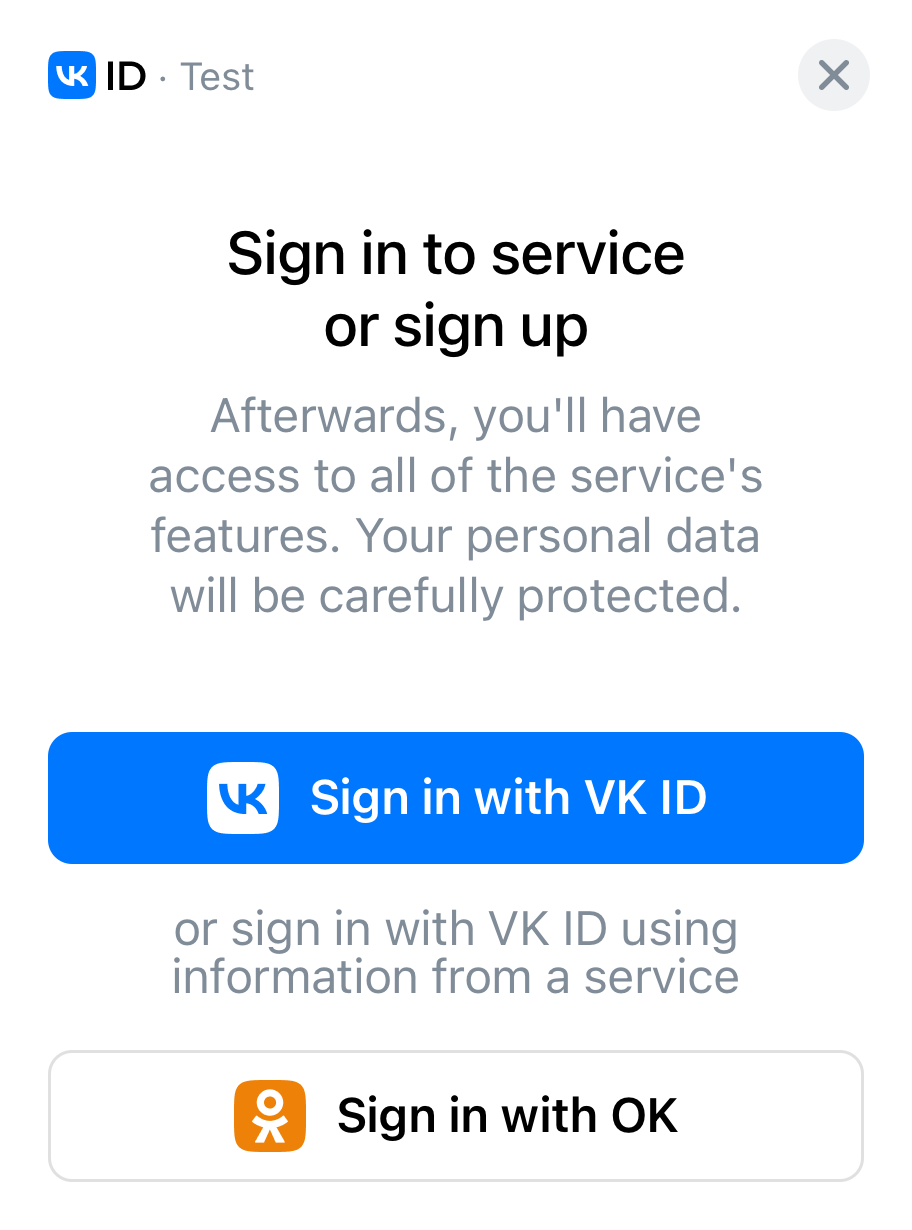 VK ID · Test
Sign in to service
or sign up
Afterwards, you'll have
access to all of the service's
features. Your personal data
will be carefully protected.
VK Sign in with VK ID
or sign in with VK ID using
information from a service
Sign in with OK